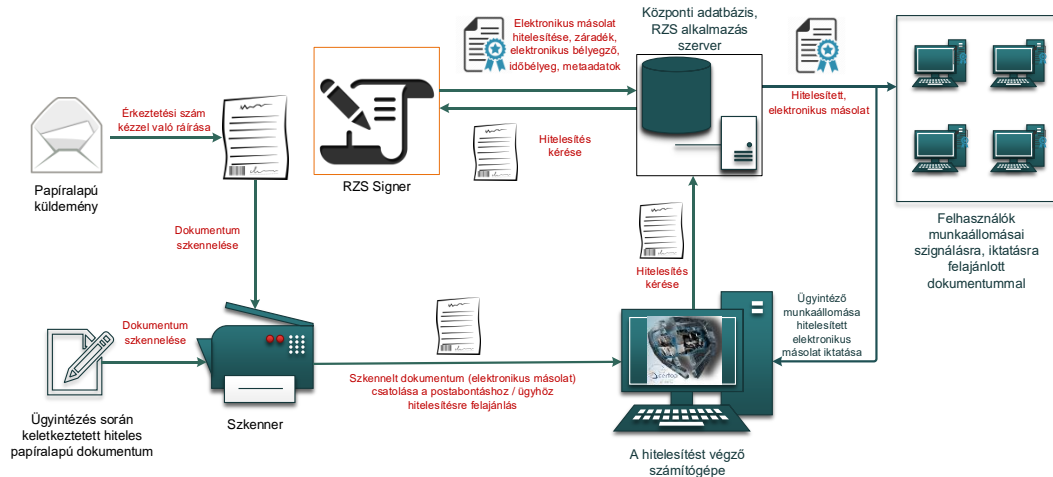 Elektronikus másolat
hitelesítése, záradék,
elektronikus bélyegző,
időbélyeg, metaadatok
Központi adatbázis,
RZS alkalmazás
szerver
Érkeztetési szám
kézzel való ráírása
Hitelesített,
elektronikus másolat
Hitelesítés
kérése
RZS Signer
Papíralapú
küldemény
Dokumentum
szkennelése
Hitelesítés
kérése
Felhasználók
munkaállomásai
szignálásra, iktatásra
felajánlott
dokumentummal
Dokumentum
szkennelése
Ügyintéző
munkaállomása
hitelesített
elektronikus
másolat iktatása
Szkennelt dokumentum (elektronikus másolat)
csatolása a postabontáshoz / ügyhöz
hitelesítésre felajánlás
Ügyintézés során
keletkeztetett hiteles
papíralapú dokumentum
Szkenner
A hitelesítést végző
számítógépe